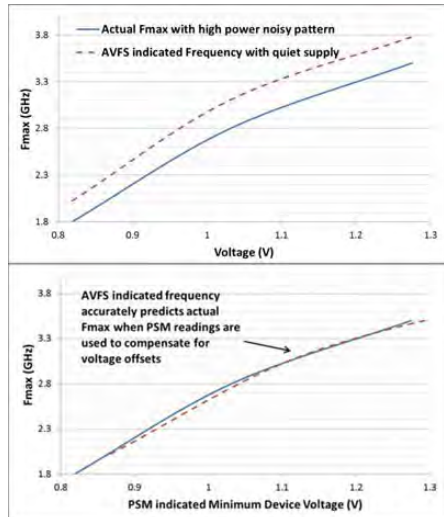 Actual Fmax with high power noisy pattern
AVFS indicated Frequency with quiet supply
3.8
3.3
2.8
2.3
1.8
Fmax (GHz)
0.8 0.9 1 1.1 1.2 1.3
Voltage (V)
AVFS indicated frequency
accurately predicts actual
Fmax when PSM readings are
used to compensate for
voltage offsets
3.8
3.3
2.8
2.3
1.8
Fmax (GHz)
0.8 0.9 1 1.1 1.2 1.3
PSM indicated Minimum Device Voltage (V)